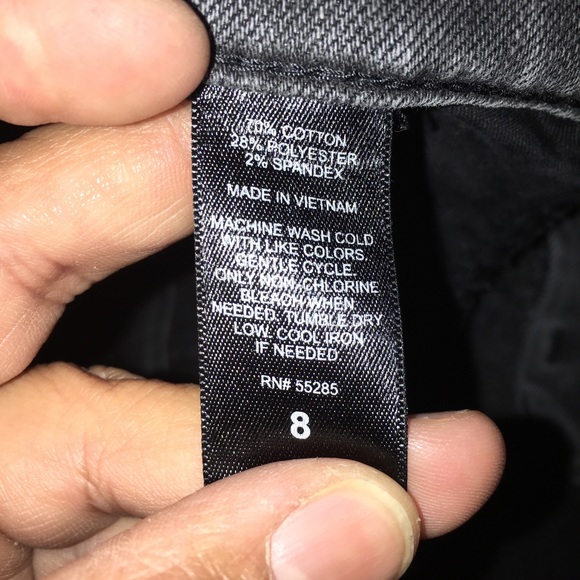 70% COTTON
28% POLYESTER
2% SPANDEX
MADE IN VIETNAM
MACHINE WASH COLD
WITH LIKE COLORS
GENTLE CYCLE.
ONLY NON-CHLORINE
BLEACH WHEN
NEEDED. TUMBLE DRY
LOW. COOL IRON
IF NEEDED
RN# 55285
8